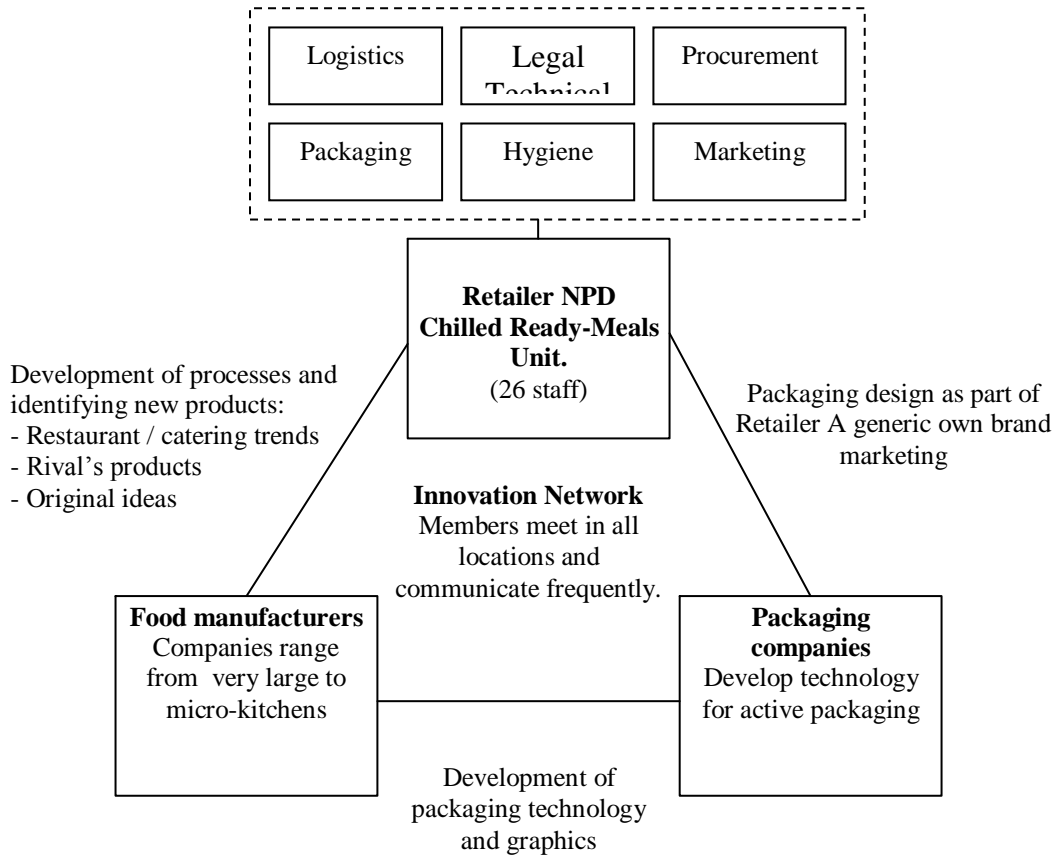 Logistics
Legal
Technical
Procurement
Packaging
Hygiene
Marketing
Retailer NPD
Chilled Ready-Meals
Unit.
(26 staff)
Development of processes and
identifying new products:
- Restaurant / catering trends
- Rival's products
- Original ideas
Packaging design as part of
Retailer A generic own brand
marketing
Innovation Network
Members meet in all
locations and
communicate frequently.
Food manufacturers
Companies range
from very large to
micro-kitchens
Packaging
companies
Develop technology
for active packaging
Development of
packaging technology
and graphics